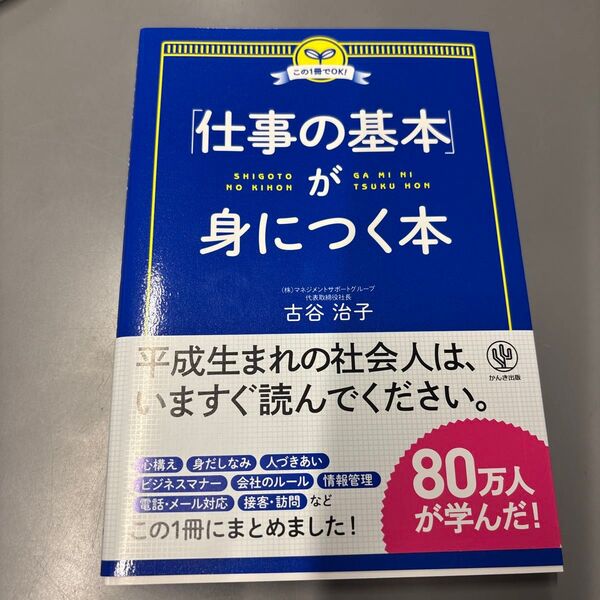 この1冊でOK!
「仕事の基本」
SHIGOTO GA MI NI
NO KIHON が TSUKU HON
身につく本
(株)マネジメントサポートグループ
代表取締役社長
古谷 治子
平成生まれの社会人は、
いますぐ読んでください。
かんき出版
心構え 身だしなみ 人づきあい
ビジネスマナー 会社のルール 情報管理
電話・メール対応 接客・訪問 など
この1冊にまとめました!
80万人
が学んだ!